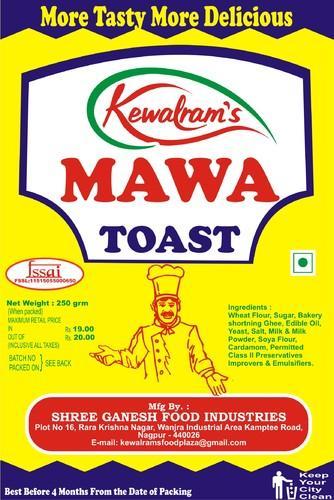 More Tasty More Delicious
Kewalram's
MAWA
TOAST
fssai
FSSL:11515055000650
Net Weight : 250 grm
(When packed)
MAXIMUM RETAIL PRICE
IN Rs. 19.00
OUT OF Rs. 20.00
(INCLUSIVE ALL TAXES)
BATCH NO
PACKED ON } SEE BACK
Ingredients :
Wheat Flour, Sugar, Bakery
shortning Ghee, Edible Oil,
Yeast, Salt, Milk & Milk
Powder, Soya Flour,
Cardamom, Permitted
Class II Preservatives
Improvers & Emulsifiers.
Mfg By. :
SHREE GANESH FOOD INDUSTRIES
Plot No 16, Rara Krishna Nagar, Wanjra Industrial Area Kamptee Road,
Nagpur - 440026
E-mail: kewalramsfoodplaza@gmail.com
Best Before 4 Months From the Date of Packing
Keep
Your
City
Clean